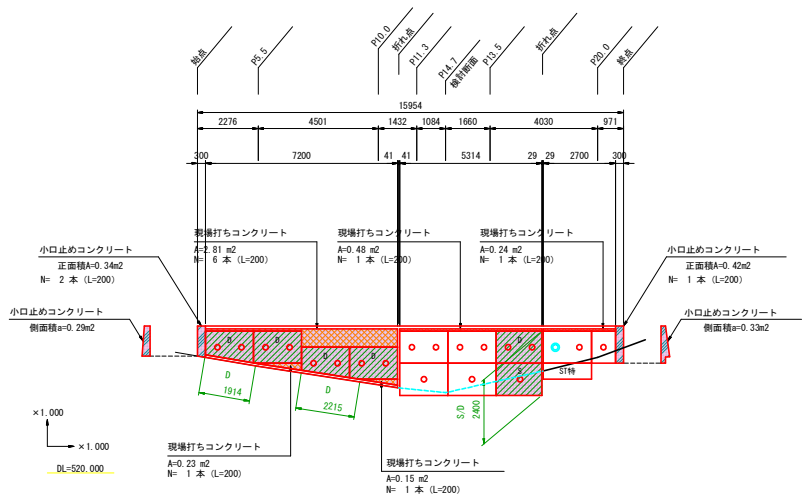 始点
P5.5
P10.0
折れ点
P11.3
P14.7
検討断面
P13.5
折れ点
P20.0
終点
15954
2276
4501
1432
1084
1660
4030
971
300
7200
41
41
5314
29
29
2700
300
小口止めコンクリート
正面積A=0.34m2
N= 2 本 (L=200)
現場打ちコンクリート
A=2.81 m2
N= 6 本 (L=200)
現場打ちコンクリート
A=0.48 m2
N= 1 本 (L=200)
現場打ちコンクリート
A=0.24 m2
N= 1 本 (L=200)
小口止めコンクリート
正面積A=0.42m2
N= 1 本 (L=200)
小口止めコンクリート
側面積a=0.29m2
小口止めコンクリート
側面積a=0.33m2
D
D
D
D
D
S
ST特
D
1914
D
2215
S/D
2400
×1.000
×1.000
DL=520.000
現場打ちコンクリート
A=0.23 m2
N= 1 本 (L=200)
現場打ちコンクリート
A=0.15 m2
N= 1 本 (L=200)